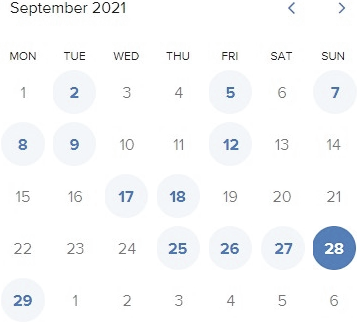 September 2021
MON TUE WED THU FRI SAT SUN
1 2 3 4 5 6 7
8 9 10 11 12 13 14
15 16 17 18 19 20 21
22 23 24 25 26 27 28
29 1 2 3 4 5 6